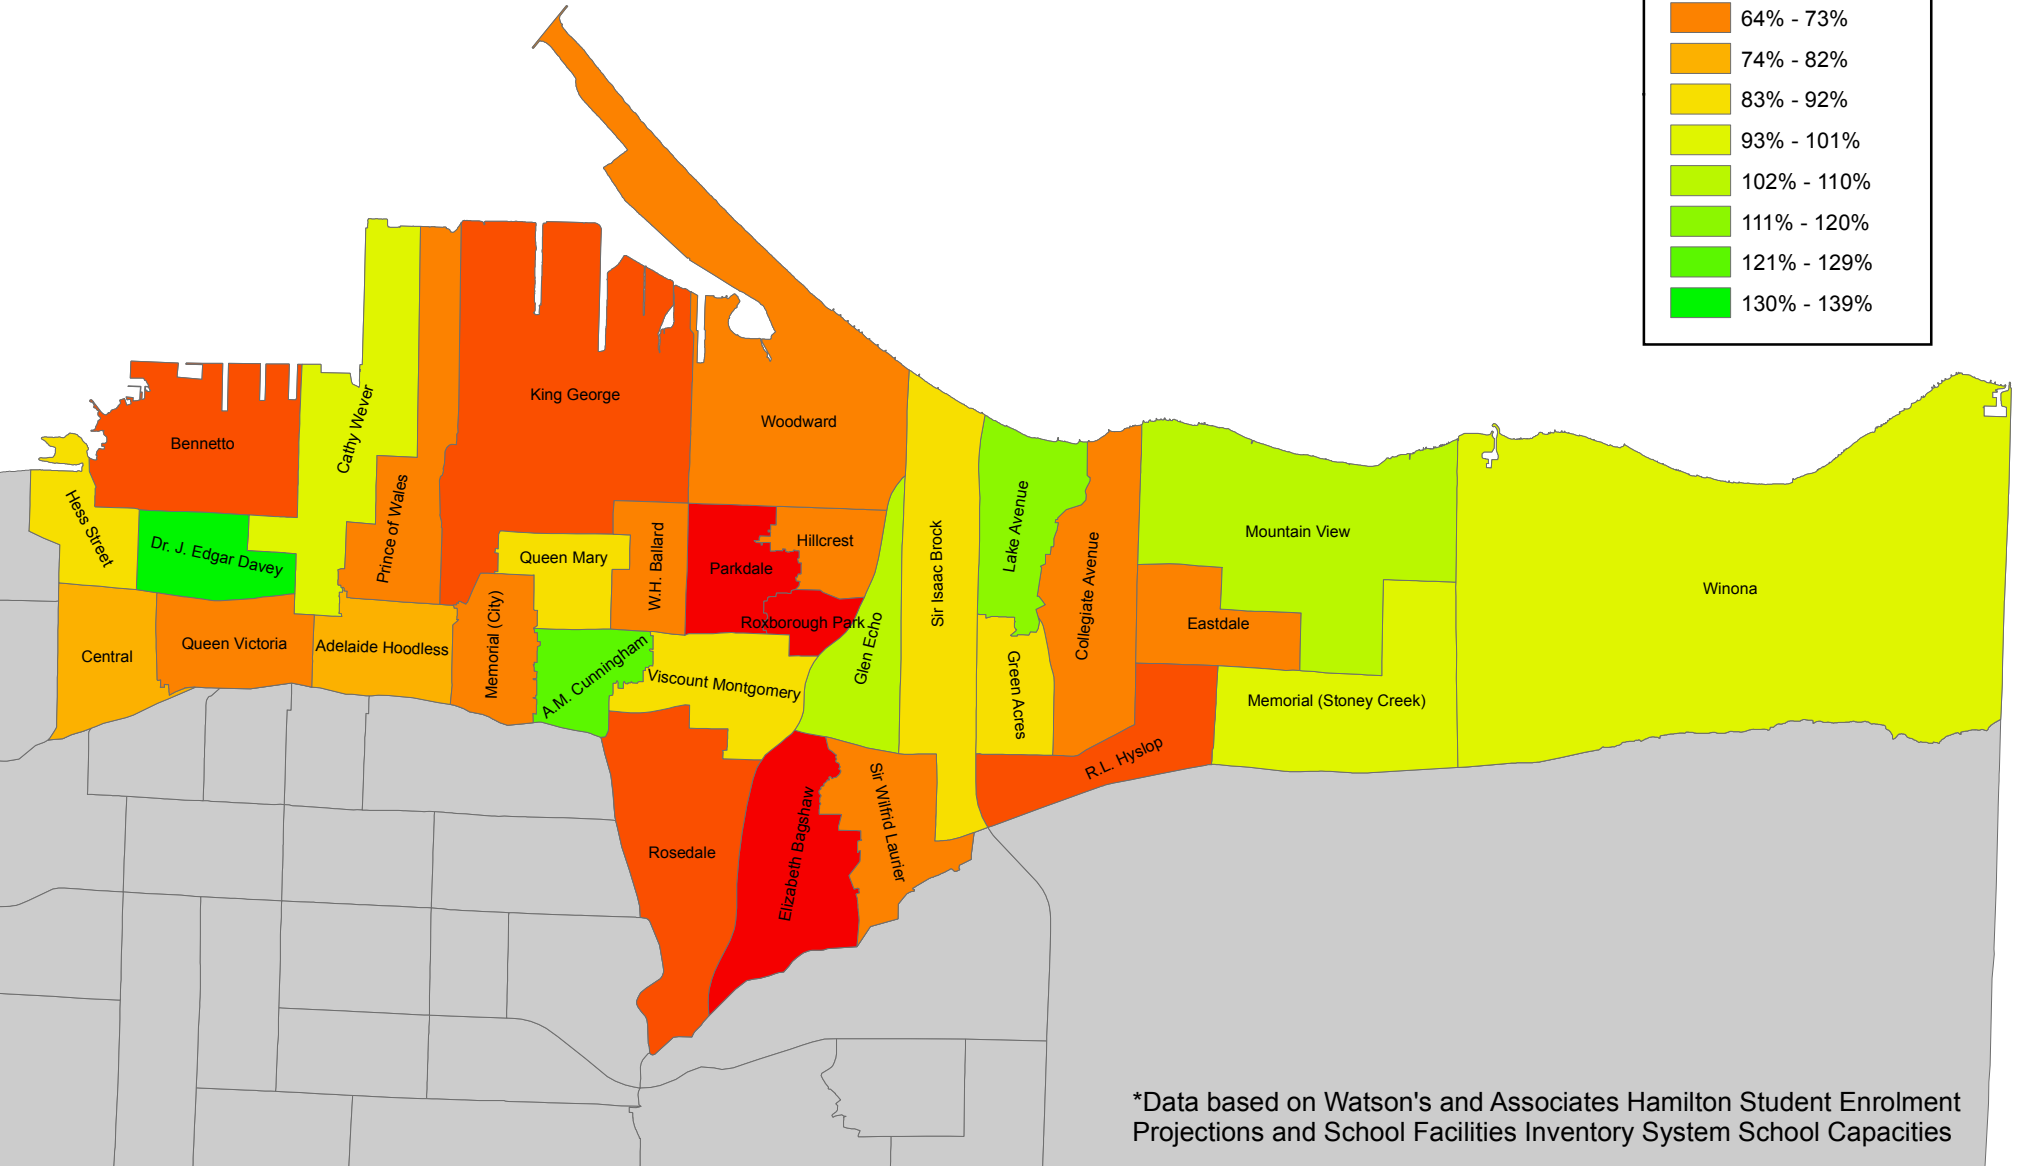 64% - 73%
74% - 82%
83% - 92%
93% - 101%
102% - 110%
111% - 120%
121% - 129%
130% - 139%
King George
Woodward
Bennetto
Cathy Wever
Hess Street
Prince of Wales
Dr. J. Edgar Davey
Queen Mary
W.H. Ballard
Parkdale
Hillcrest
Sir Isaac Brock
Lake Avenue
Collegiate Avenue
Mountain View
Winona
Central
Queen Victoria
Adelaide Hoodless
Memorial (City)
A.M. Cunningham
Roxborough Park
Viscount Montgomery
Glen Echo
Green Acres
Eastdale
Memorial (Stoney Creek)
R.L. Hyslop
Rosedale
Elizabeth Bagshaw
Sir Wilfrid Laurier
*Data based on Watson's and Associates Hamilton Student Enrolment
Projections and School Facilities Inventory System School Capacities